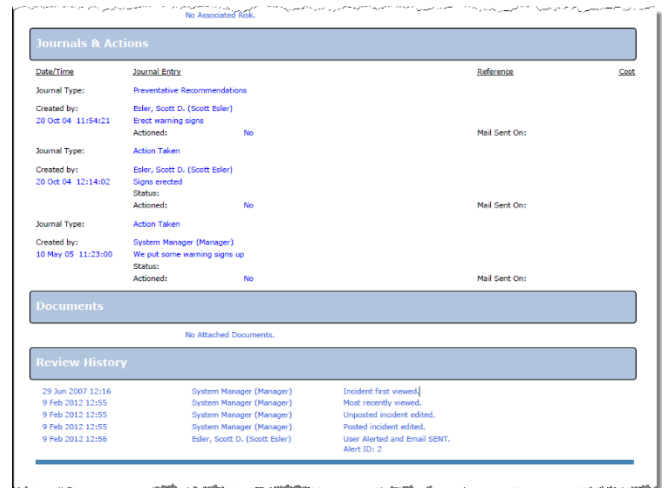 No Associated Risk.
Journals & Actions
Date/Time Journal Entry Reference Cost
Journal Type: Preventative Recommendations
Created by: Esler, Scott D. (Scott Esler)
20 Oct 04 11:54:21 Erect warning signs
Actioned: No Mail Sent On:
Journal Type: Action Taken
Created by: Esler, Scott D. (Scott Esler)
20 Oct 04 12:14:02 Signs erected
Status:
Actioned: No Mail Sent On:
Journal Type: Action Taken
Created by: System Manager (Manager)
10 May 05 11:23:00 We put some warning signs up
Status:
Actioned: No Mail Sent On:
Documents
No Attached Documents.
Review History
29 Jun 2007 12:16 System Manager (Manager) Incident first viewed.
9 Feb 2012 12:55 System Manager (Manager) Most recently viewed.
9 Feb 2012 12:55 System Manager (Manager) Unposted incident edited.
9 Feb 2012 12:55 System Manager (Manager) Posted incident edited.
9 Feb 2012 12:56 Esler, Scott D. (Scott Esler) User Alerted and Email SENT.
Alert ID: 2